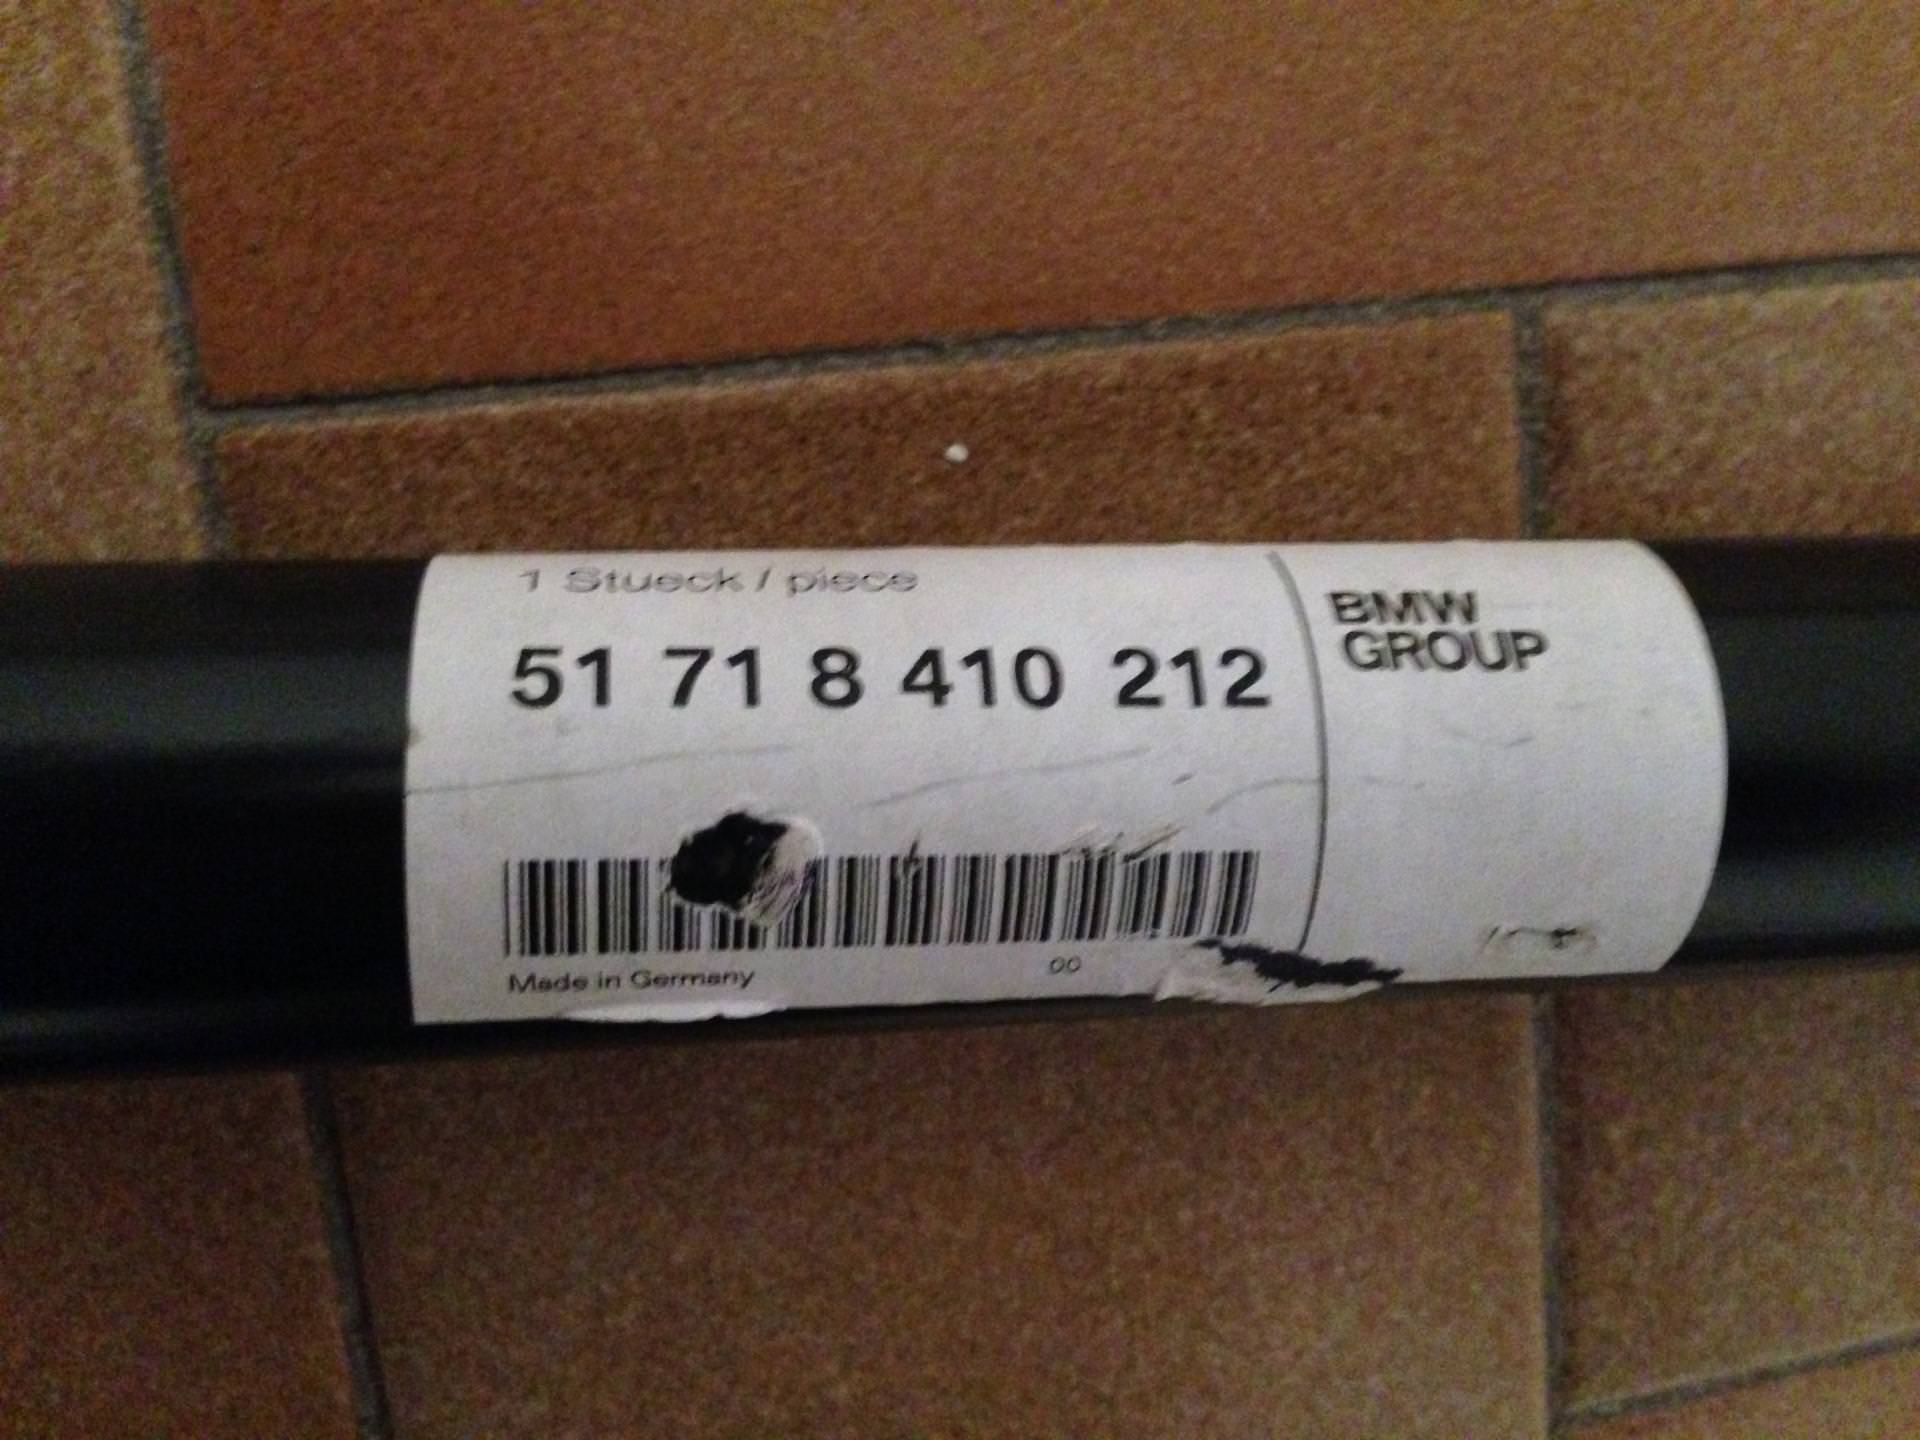 1 Stueck / piece
51 71 8 410 212
BMW
GROUP
Made in Germany
00